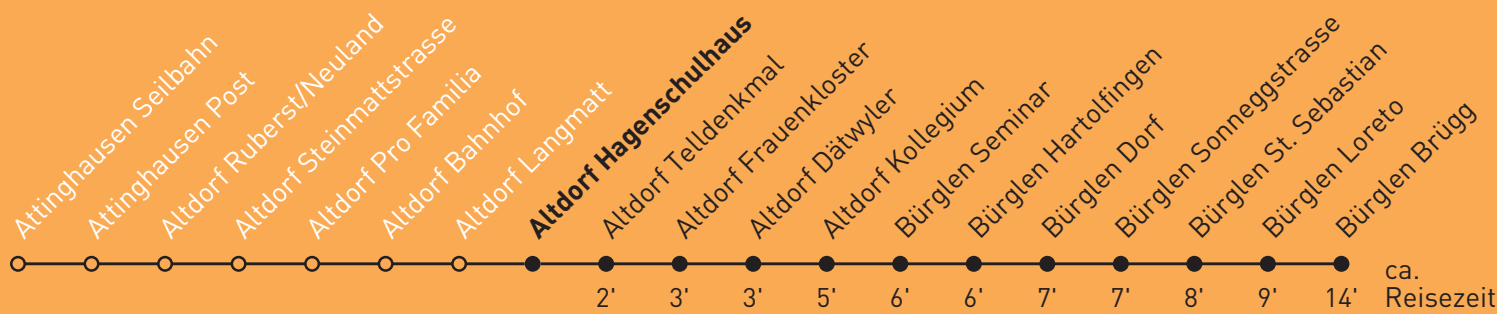 Attinghausen Seilbahn
Attinghausen Post
Altdorf Ruberst/Neuland
Altdorf Steinmattstrasse
Altdorf Pro Familia
Altdorf Bahnhof
Altdorf Langmatt
Altdorf Hagenschulhaus
Altdorf Telldenkmal
Altdorf Frauenkloster
Altdorf Dätwyler
Altdorf Kollegium
Bürglen Seminar
Bürglen Hartolfingen
Bürglen Dorf
Bürglen Sonneggstrasse
Bürglen St. Sebastian
Bürglen Loreto
Bürglen Brügg
2' 3' 3' 5' 6' 6' 7' 7' 8' 9' 14'
ca.
Reisezeit